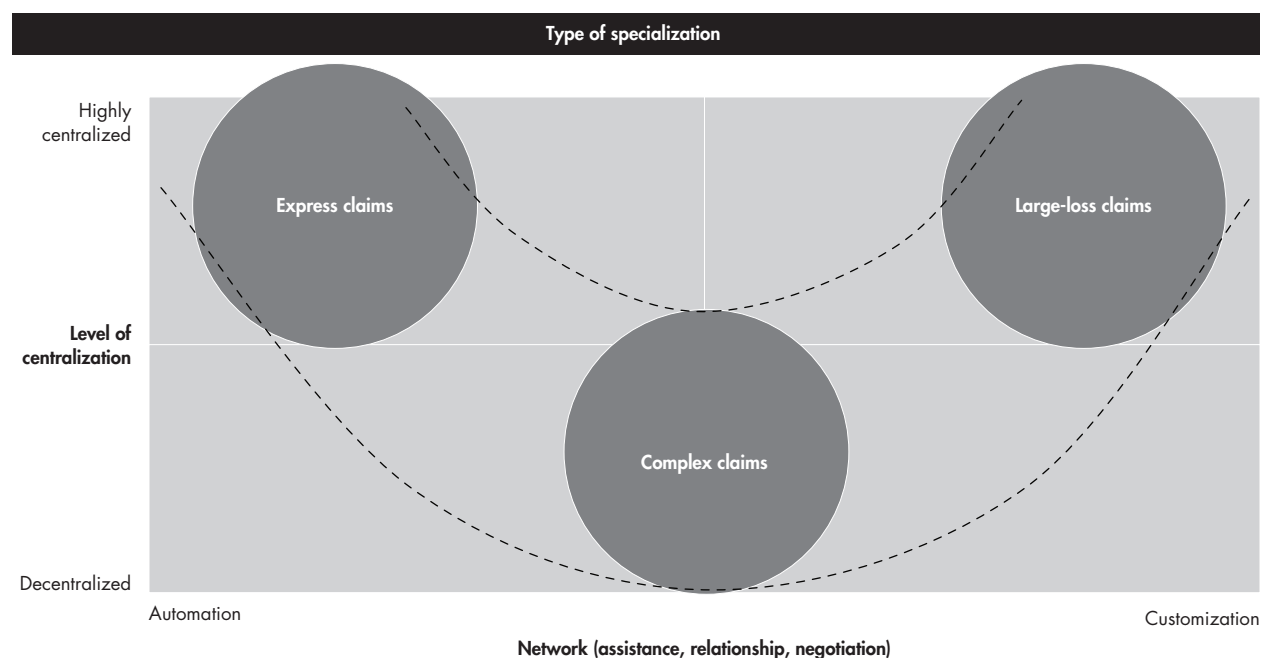 Type of specialization
Highly
centralized
Express claims
Large-loss claims
Level of
centralization
Complex claims
Decentralized
Automation
Customization
Network (assistance, relationship, negotiation)